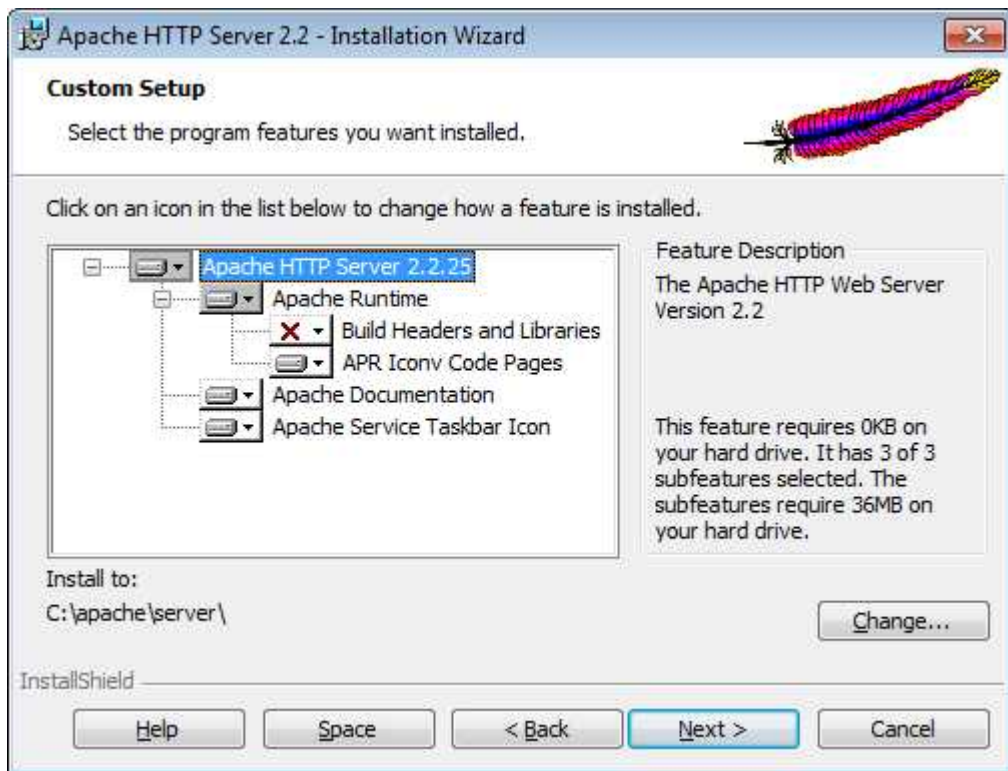 Apache HTTP Server 2.2 - Installation Wizard
Custom Setup
Select the program features you want installed.
Click on an icon in the list below to change how a feature is installed.
Apache HTTP Server 2.2.25
Apache Runtime
Build Headers and Libraries
APR Iconv Code Pages
Apache Documentation
Apache Service Taskbar Icon
Feature Description
The Apache HTTP Web Server
Version 2.2
This feature requires 0KB on
your hard drive. It has 3 of 3
subfeatures selected. The
subfeatures require 36MB on
your hard drive.
Install to:
C:\apache\server\
Change...
InstallShield
Help
Space
< Back
Next >
Cancel